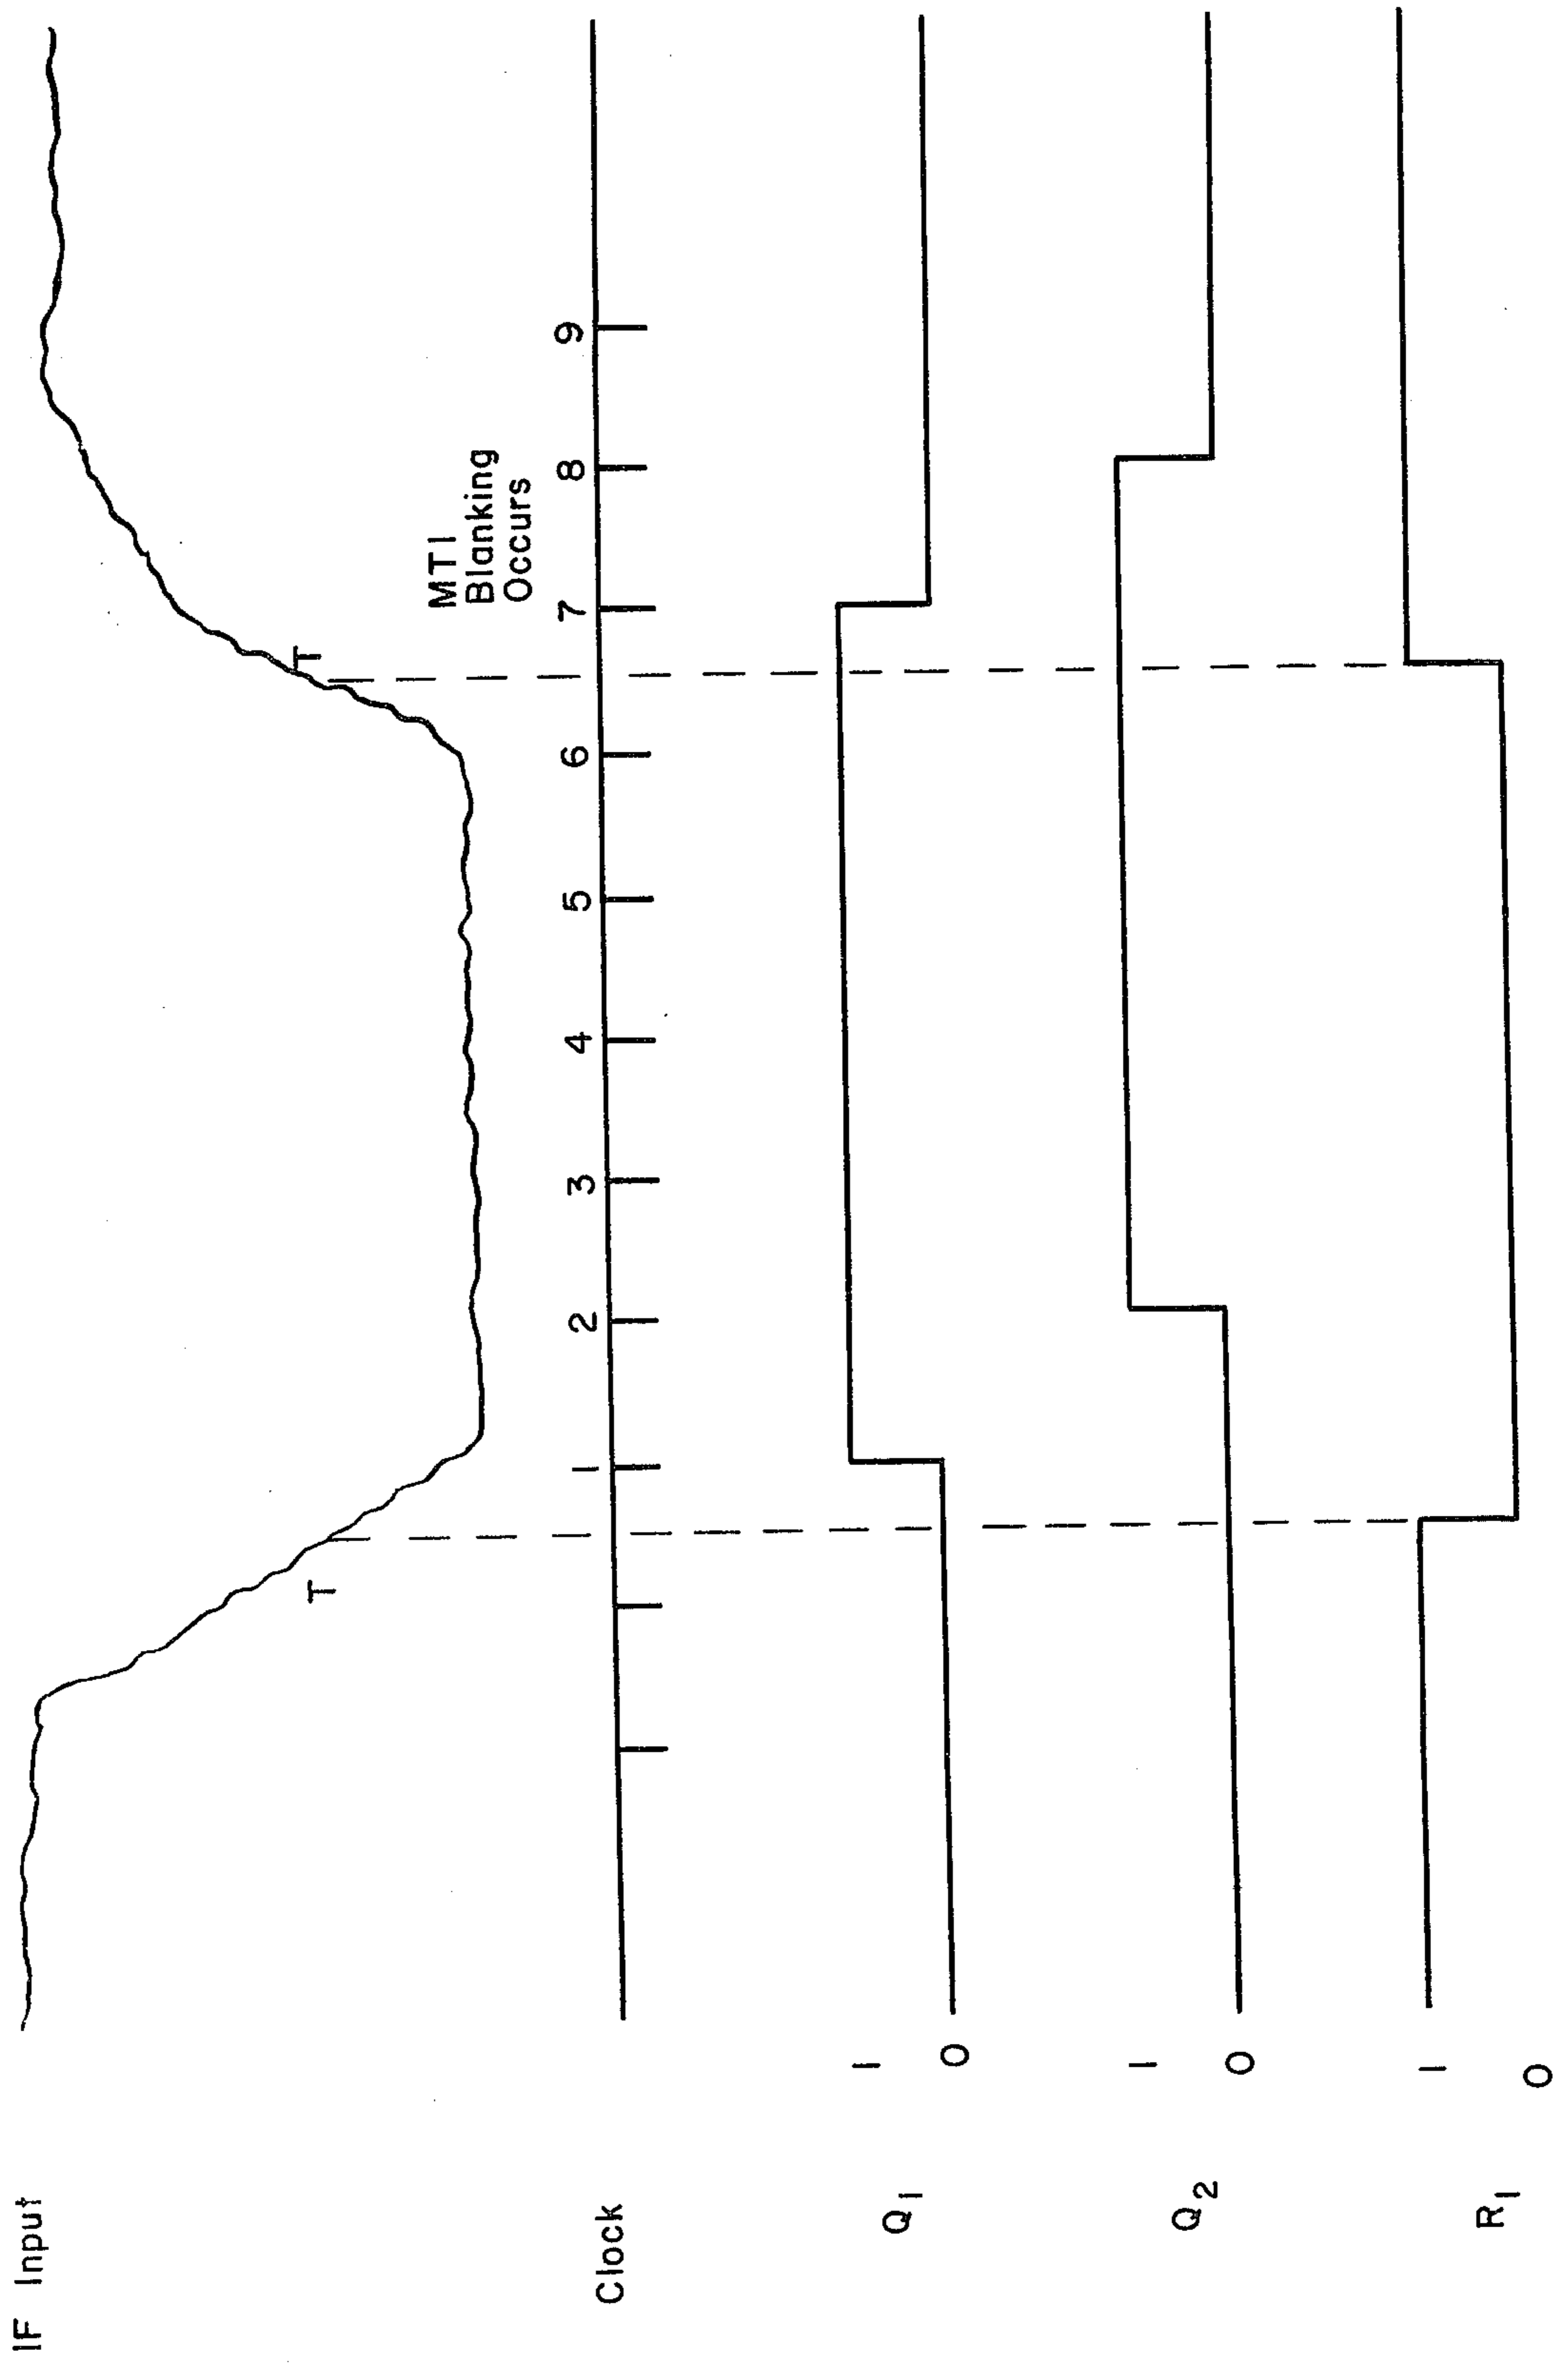 IF Input
T
T
MTI
Blanking
Occurs
Clock
1 2 3 4 5 6 7 8 9
Q1
1
0
Q2
1
0
R1
1
0